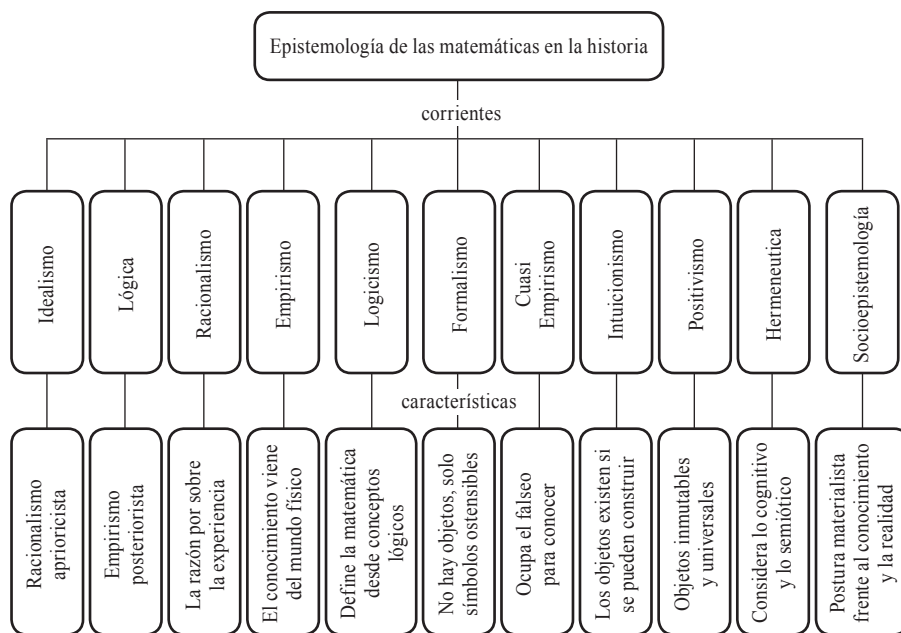 Epistemología de las matemáticas en la historia
corrientes
Idealismo
Lógica
Racionalismo
Empirismo
Logicismo
Formalismo
Cuasi
Empirismo
Intuicionismo
Positivismo
Hermeneutica
Socioepistemología
características
Racionalismo
aprioricista
Empirismo
posteriorista
La razón por sobre
la experiencia
El conocimiento viene
del mundo físico
Define la matemática
desde conceptos
lógicos
No hay objetos, solo
símbolos ostensibles
Ocupa el falseo
para conocer
Los objetos existen si
se pueden construir
Objetos inmutables
y universales
Considera lo cognitivo
y lo semiótico
Postura materialista
frente al conocimiento
y la realidad